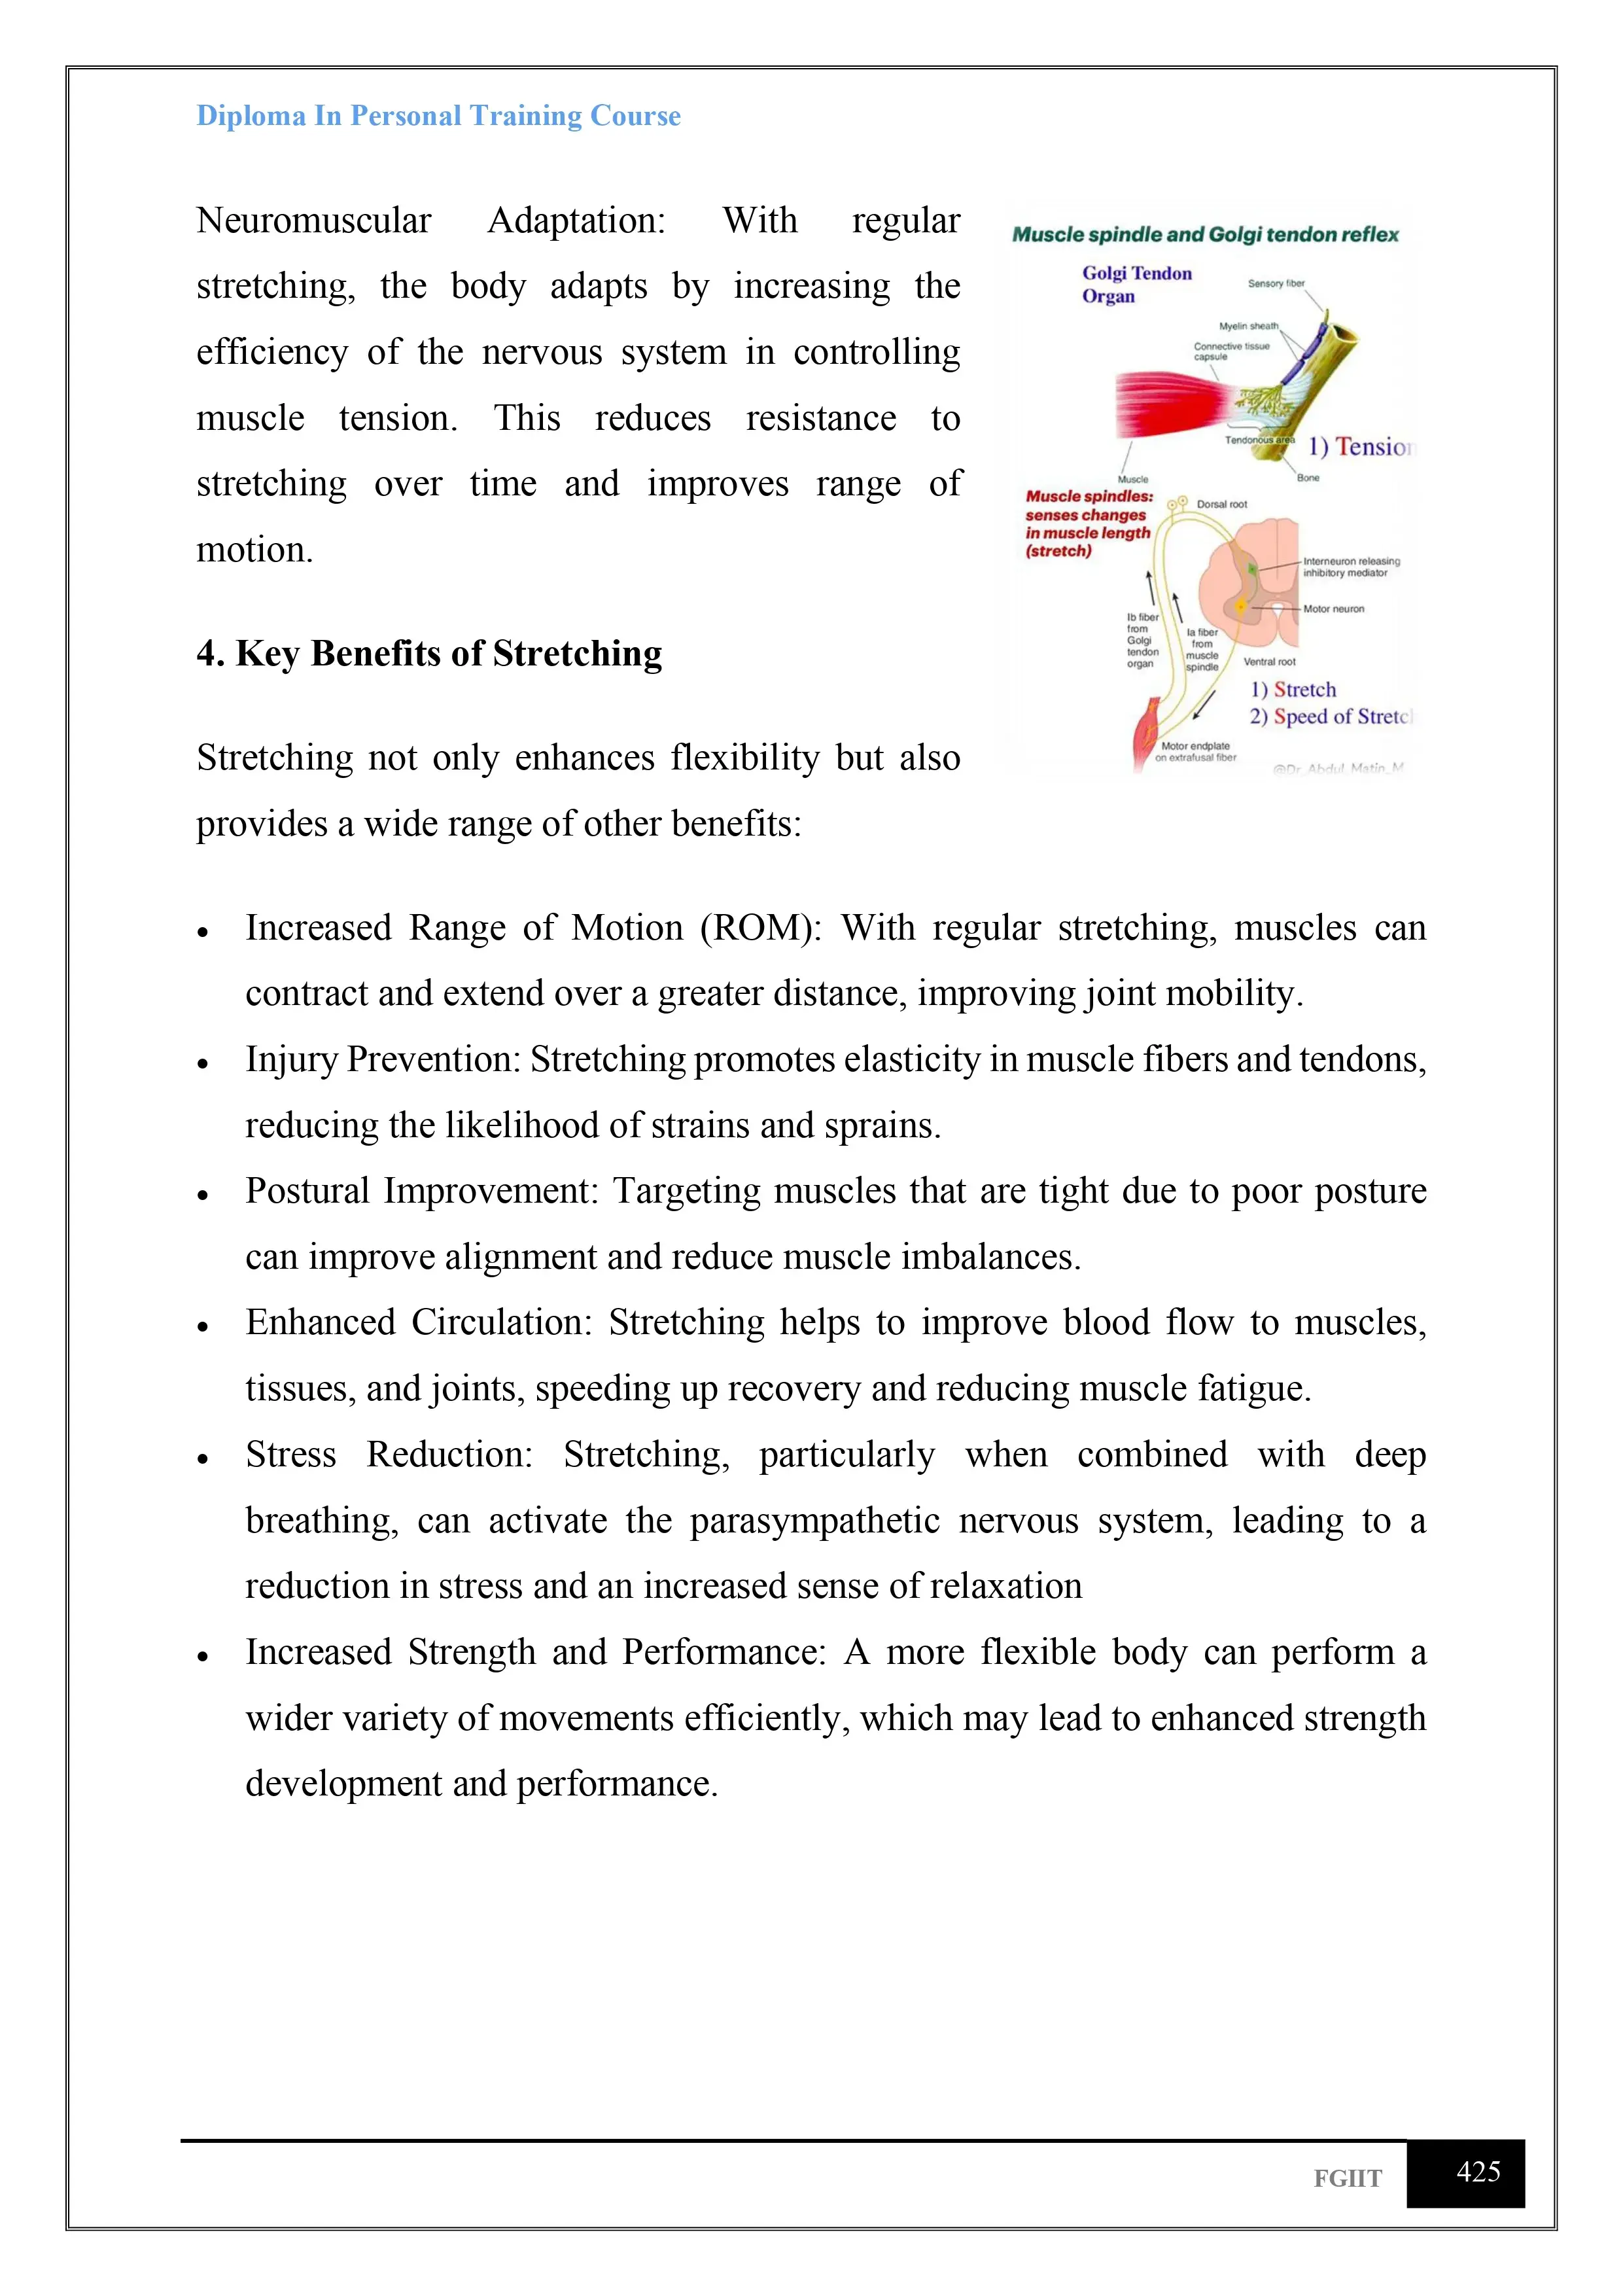 Diploma In Personal Training Course
Neuromuscular Adaptation: With regular
stretching, the body adapts by increasing the
efficiency of the nervous system in controlling
muscle tension. This reduces resistance to
stretching over time and improves range of
motion.
Muscle spindle and Golgi tendon reflex
Golgi Tendon
Organ
Sensory fiber
Myelin sheath
Connective tissue
capsule
Tendonous area
1) Tension
Muscle
Bone
Muscle spindles:
senses changes
in muscle length
(stretch)
Dorsal root
Interneuron releasing
inhibitory mediator
Motor neuron
Ib fiber
from
Golgi
tendon
organ
Ia fiber
from
muscle
spindle
Ventral root
1) Stretch
2) Speed of Stretc
Motor endplate
on extrafusal fiber
@Dr_Abdul_Matin_M
4. Key Benefits of Stretching
Stretching not only enhances flexibility but also
provides a wide range of other benefits:
• Increased Range of Motion (ROM): With regular stretching, muscles can
contract and extend over a greater distance, improving joint mobility.
• Injury Prevention: Stretching promotes elasticity in muscle fibers and tendons,
reducing the likelihood of strains and sprains.
• Postural Improvement: Targeting muscles that are tight due to poor posture
can improve alignment and reduce muscle imbalances.
• Enhanced Circulation: Stretching helps to improve blood flow to muscles,
tissues, and joints, speeding up recovery and reducing muscle fatigue.
• Stress Reduction: Stretching, particularly when combined with deep
breathing, can activate the parasympathetic nervous system, leading to a
reduction in stress and an increased sense of relaxation
• Increased Strength and Performance: A more flexible body can perform a
wider variety of movements efficiently, which may lead to enhanced strength
development and performance.
FGIIT
425